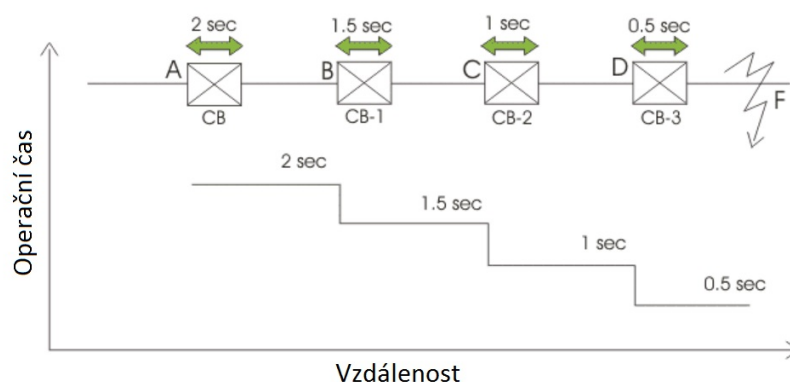 2 sec 1.5 sec 1 sec 0.5 sec
A B C D F
CB CB-1 CB-2 CB-3
2 sec
1.5 sec
1 sec
0.5 sec
Operační čas
Vzdálenost